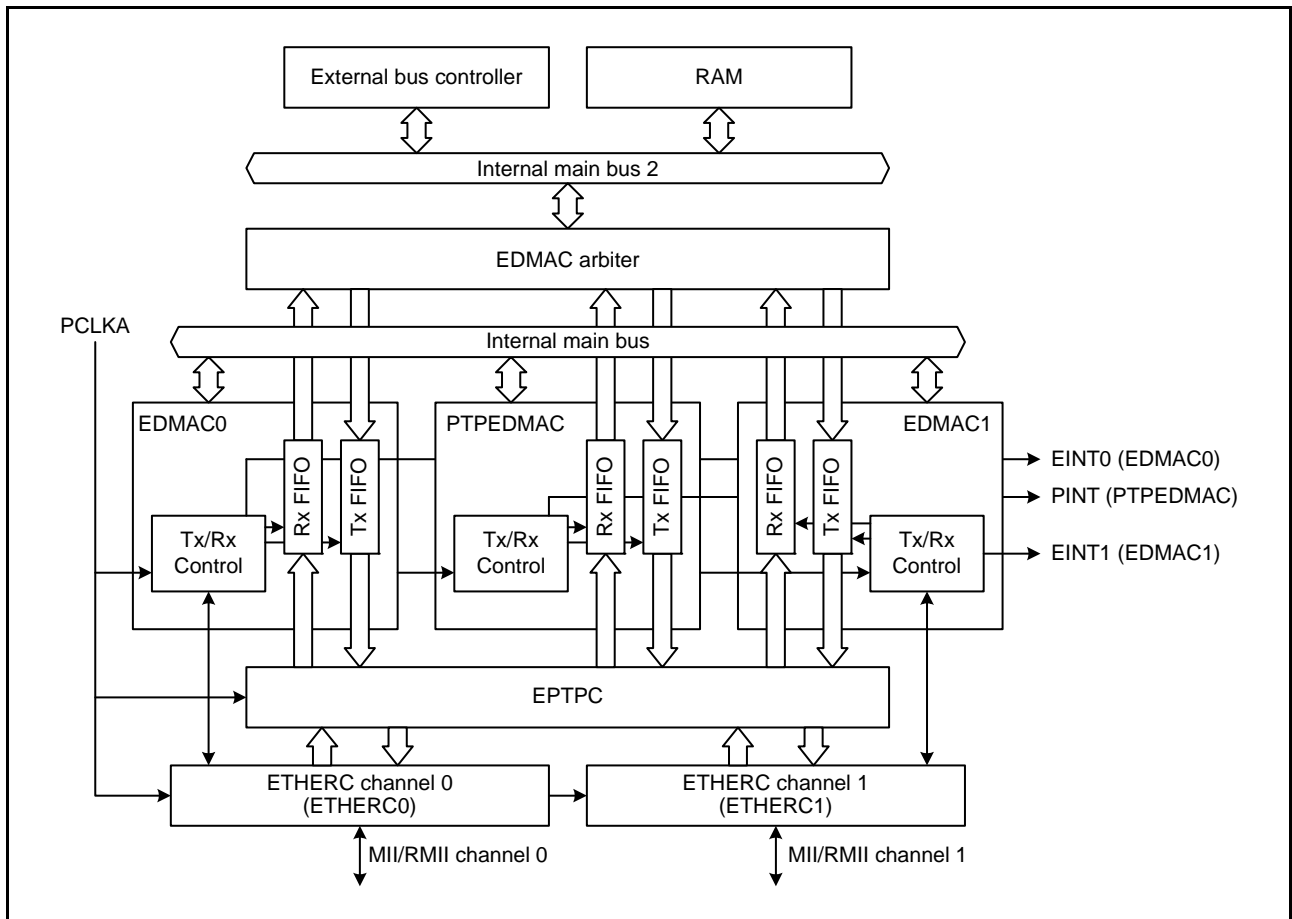 External bus controller
RAM
Internal main bus 2
EDMAC arbiter
PCLKA
Internal main bus
EDMAC0
PTPEDMAC
EDMAC1
Rx FIFO
Tx FIFO
Rx FIFO
Tx FIFO
Rx FIFO
Tx FIFO
EINT0 (EDMAC0)
PINT (PTPEDMAC)
EINT1 (EDMAC1)
Tx/Rx
Control
Tx/Rx
Control
Tx/Rx
Control
EPTPC
ETHERC channel 0
(ETHERC0)
ETHERC channel 1
(ETHERC1)
MII/RMII channel 0
MII/RMII channel 1